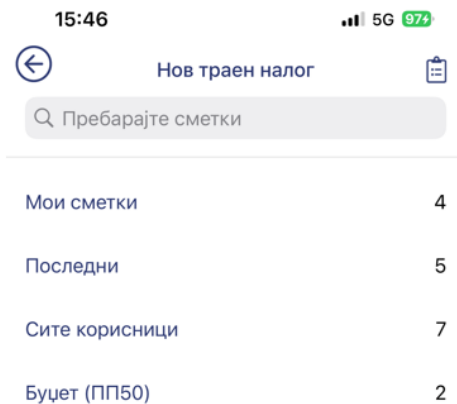 15:46 5G 97
Нов траен налог
Пребарајте сметки
Мои сметки 4
Последни 5
Сите корисници 7
Буџет (ПП50) 2